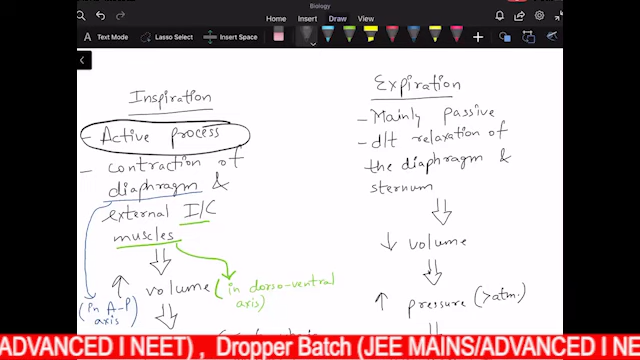 Biology
Home Insert Draw View
Text Mode Lasso Select Insert Space
Inspiration
- Active process
- contraction of
diaphragm &
external I/C
muscles
↑ volume (in dorso-ventral
axis)
(In A-P
axis)
Expiration
- Mainly passive
- d/t relaxation of
the diaphragm &
sternum
↓ volume
↑ pressure (>atm.)
ADVANCED I NEET) , Dropper Batch (JEE MAINS/ADVANCED I NEET